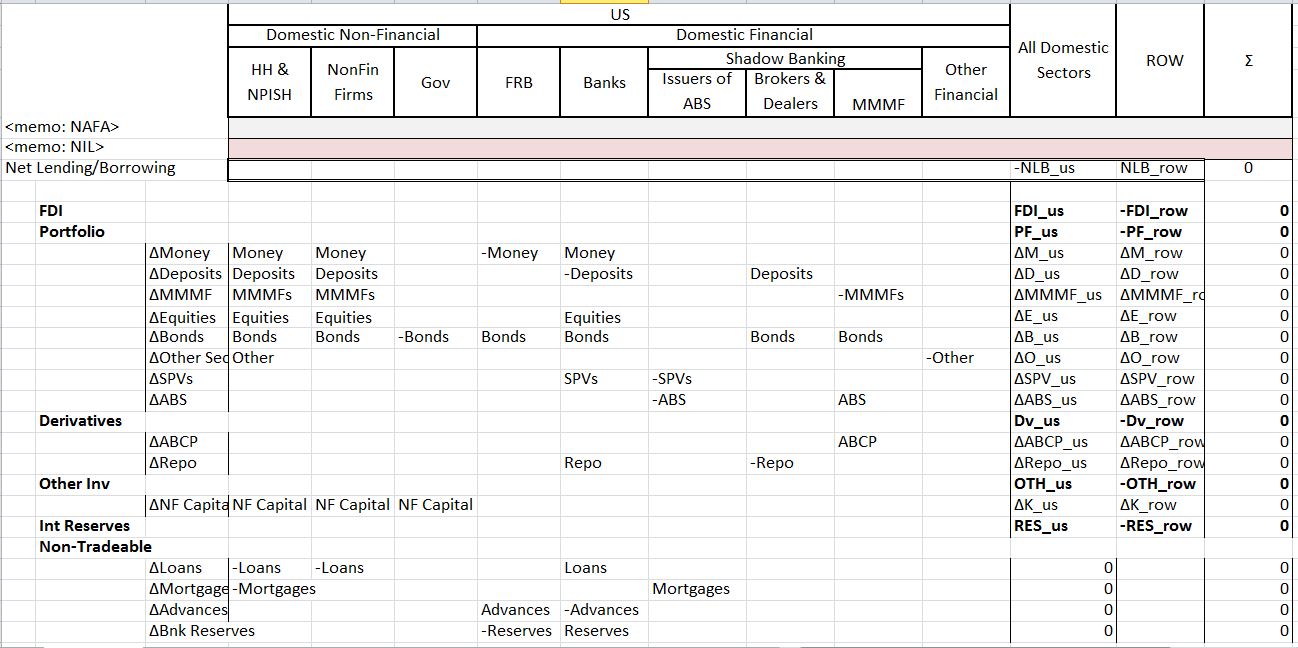 US
Domestic Non-Financial Domestic Financial
Shadow Banking
HH & NPISH NonFin Firms Gov FRB Banks Issuers of ABS Brokers & Dealers MMMF Other Financial All Domestic Sectors ROW Σ
<memo: NAFA>
<memo: NIL>
Net Lending/Borrowing -NLB_us NLB_row 0
FDI FDI_us -FDI_row 0
Portfolio PF_us -PF_row 0
ΔMoney Money Money -Money Money ΔM_us ΔM_row 0
ΔDeposits Deposits Deposits -Deposits Deposits ΔD_us ΔD_row 0
ΔMMMF MMMFs MMMFs -MMMFs ΔMMMF_us ΔMMMF_ro 0
ΔEquities Equities Equities Equities ΔE_us ΔE_row 0
ΔBonds Bonds Bonds -Bonds Bonds Bonds Bonds Bonds ΔB_us ΔB_row 0
ΔOther Sec Other -Other ΔO_us ΔO_row 0
ΔSPVs SPVs -SPVs ΔSPV_us ΔSPV_row 0
ΔABS -ABS ABS ΔABS_us ΔABS_row 0
Derivatives Dv_us -Dv_row 0
ΔABCP ABCP ΔABCP_us ΔABCP_row 0
ΔRepo Repo -Repo ΔRepo_us ΔRepo_row 0
Other Inv OTH_us -OTH_row 0
ΔNF Capita NF Capital NF Capital NF Capital ΔK_us ΔK_row 0
Int Reserves RES_us -RES_row 0
Non-Tradeable
ΔLoans -Loans -Loans Loans 0 0
ΔMortgage -Mortgages Mortgages 0 0
ΔAdvances Advances -Advances 0 0
ΔBnk Reserves -Reserves Reserves 0 0